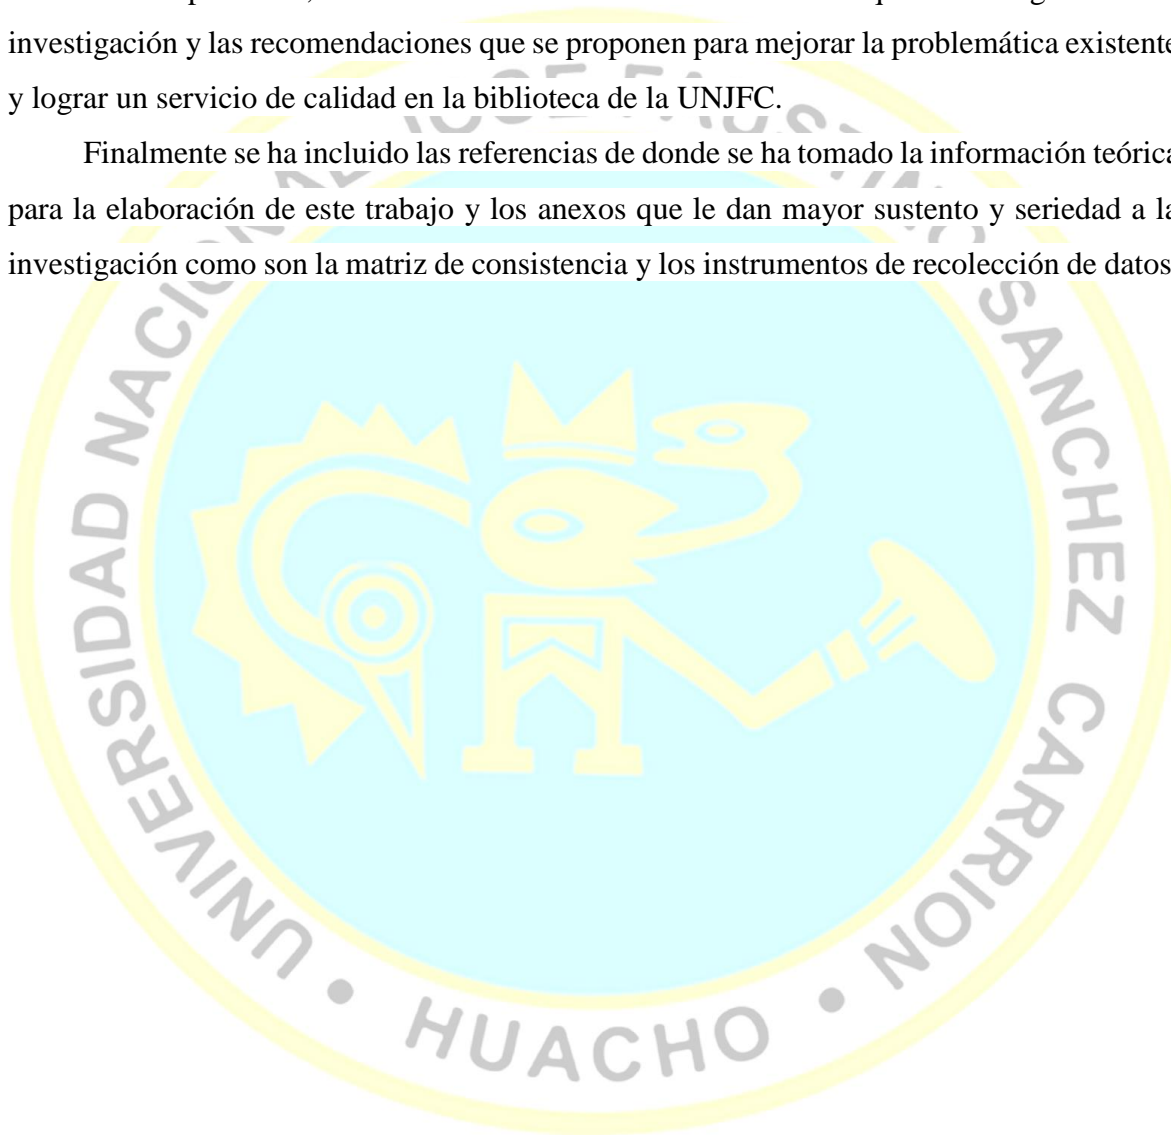 investigación y las recomendaciones que se proponen para mejorar la problemática existente
y lograr un servicio de calidad en la biblioteca de la UNJFC.
Finalmente se ha incluido las referencias de donde se ha tomado la información teórica
para la elaboración de este trabajo y los anexos que le dan mayor sustento y seriedad a la
investigación como son la matriz de consistencia y los instrumentos de recolección de datos
UNIVERSIDAD NACIONAL JOSE FAUSTINO SANCHEZ CARRION • HUACHO •